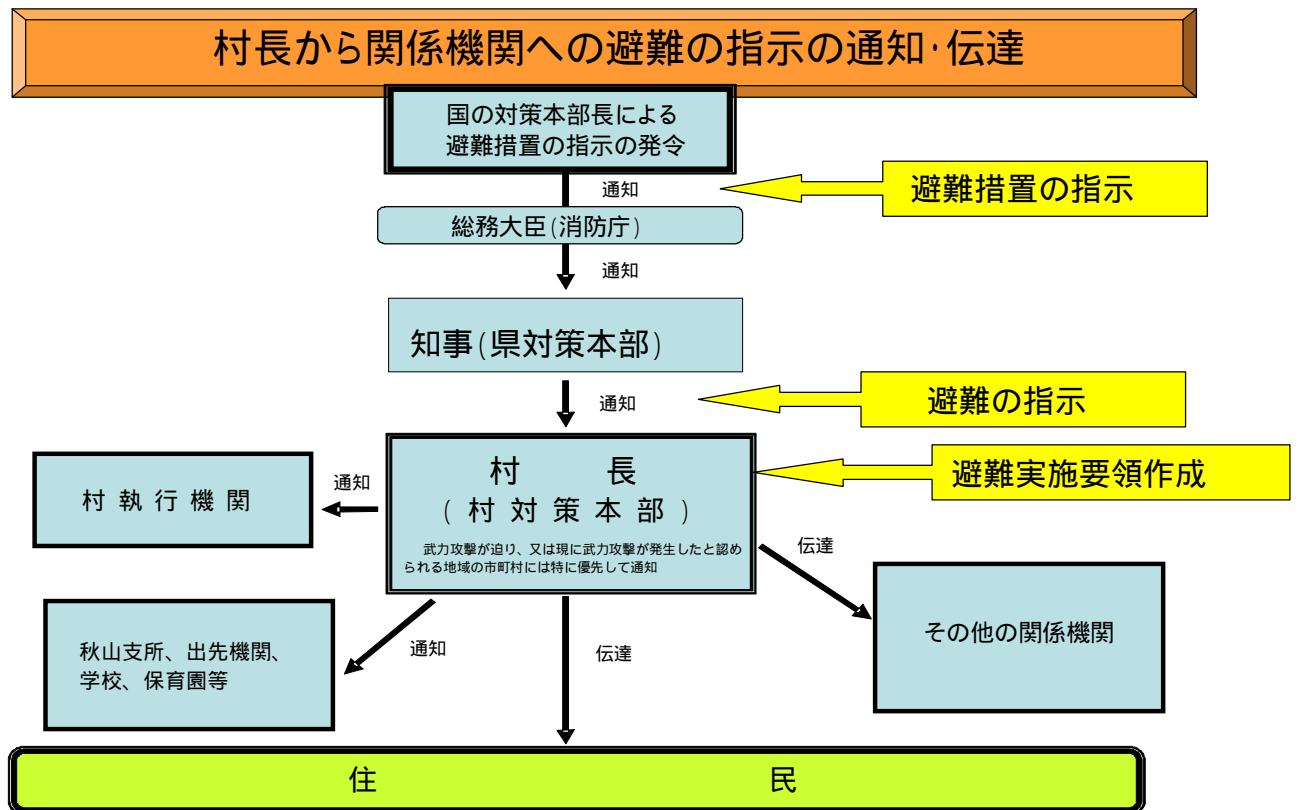 村長から関係機関への避難の指示の通知・伝達
国の対策本部長による
避難措置の指示の発令
通知
避難措置の指示
総務大臣(消防庁)
通知
知事(県対策本部)
通知
避難の指示
村 長
(村対策本部)
武力攻撃が迫り、又は現に武力攻撃が発生したと認め
られる地域の市町村には特に優先して通知
避難実施要領作成
通知
村執行機関
伝達
その他の関係機関
通知
秋山支所、出先機関、
学校、保育園等
伝達
住 民